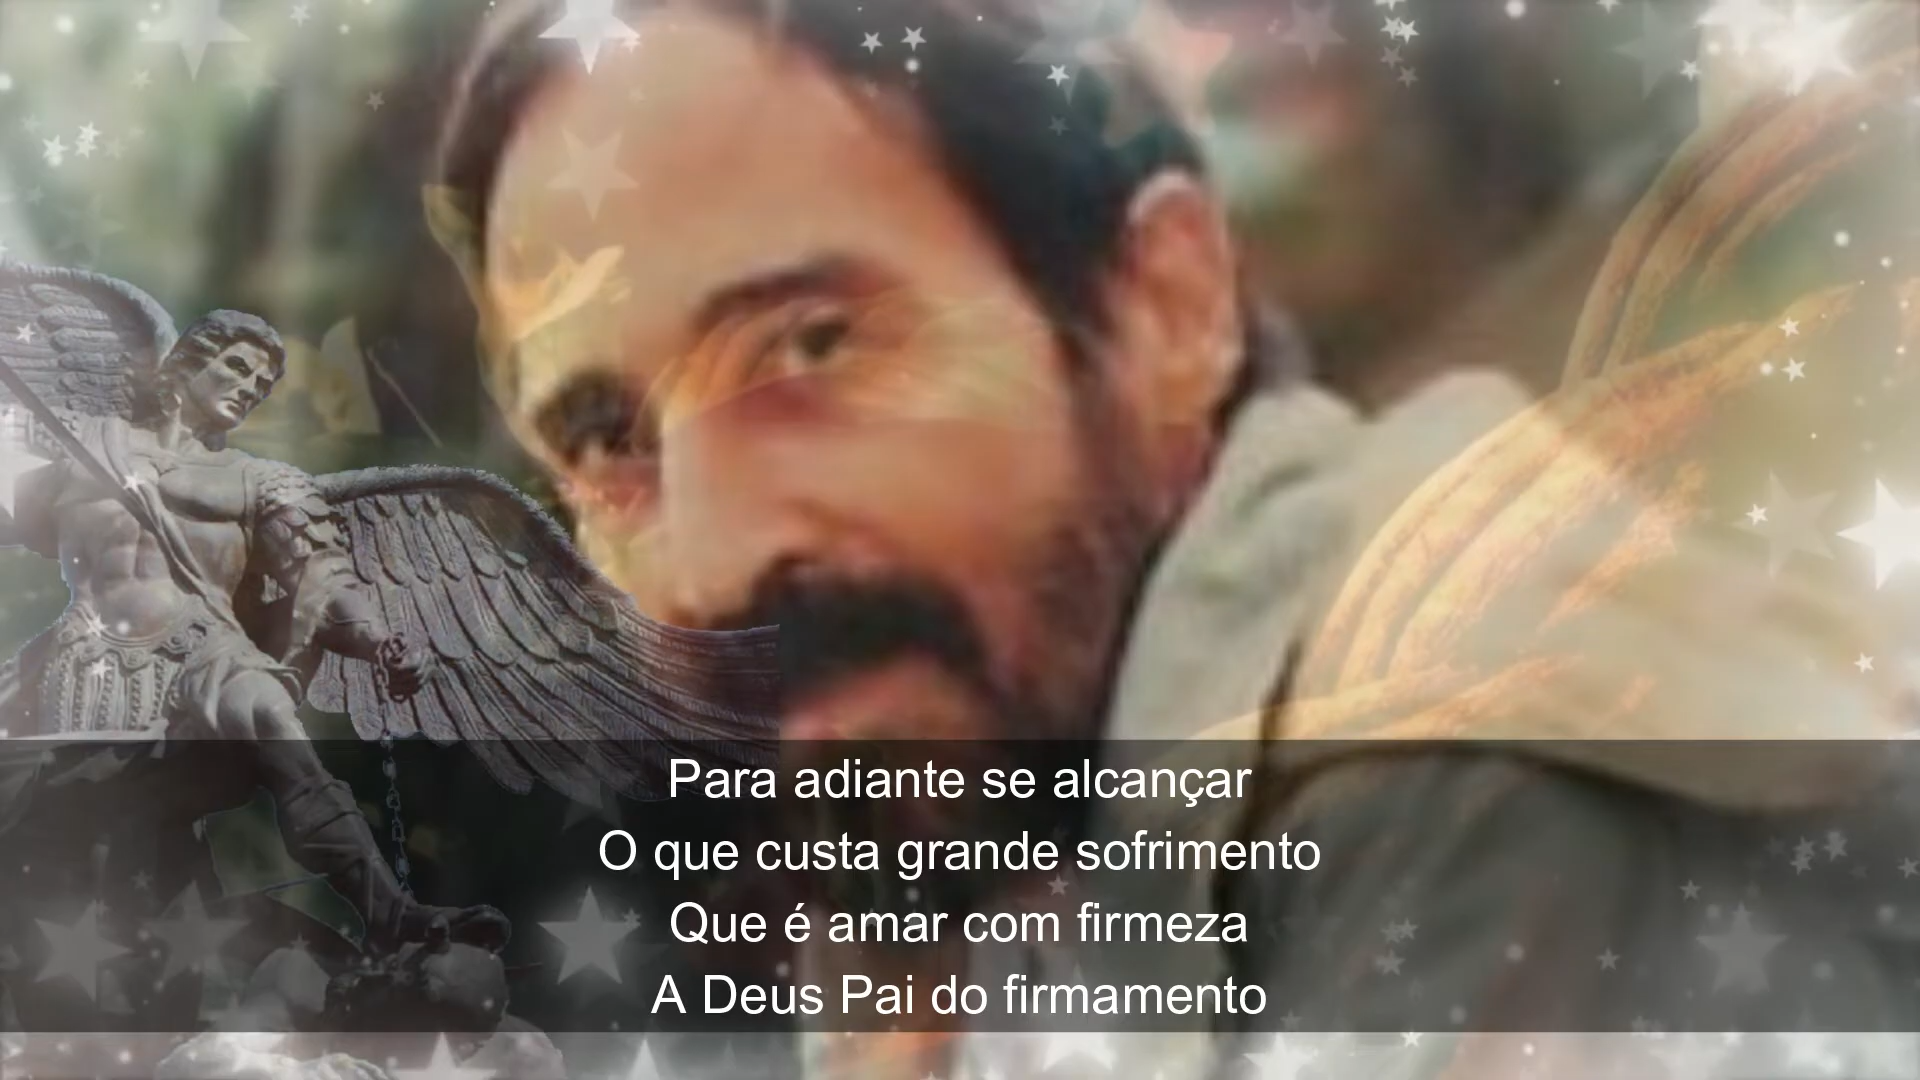 Para adiante se alcançar
O que custa grande sofrimento
Que é amar com firmeza
A Deus Pai do firmamento